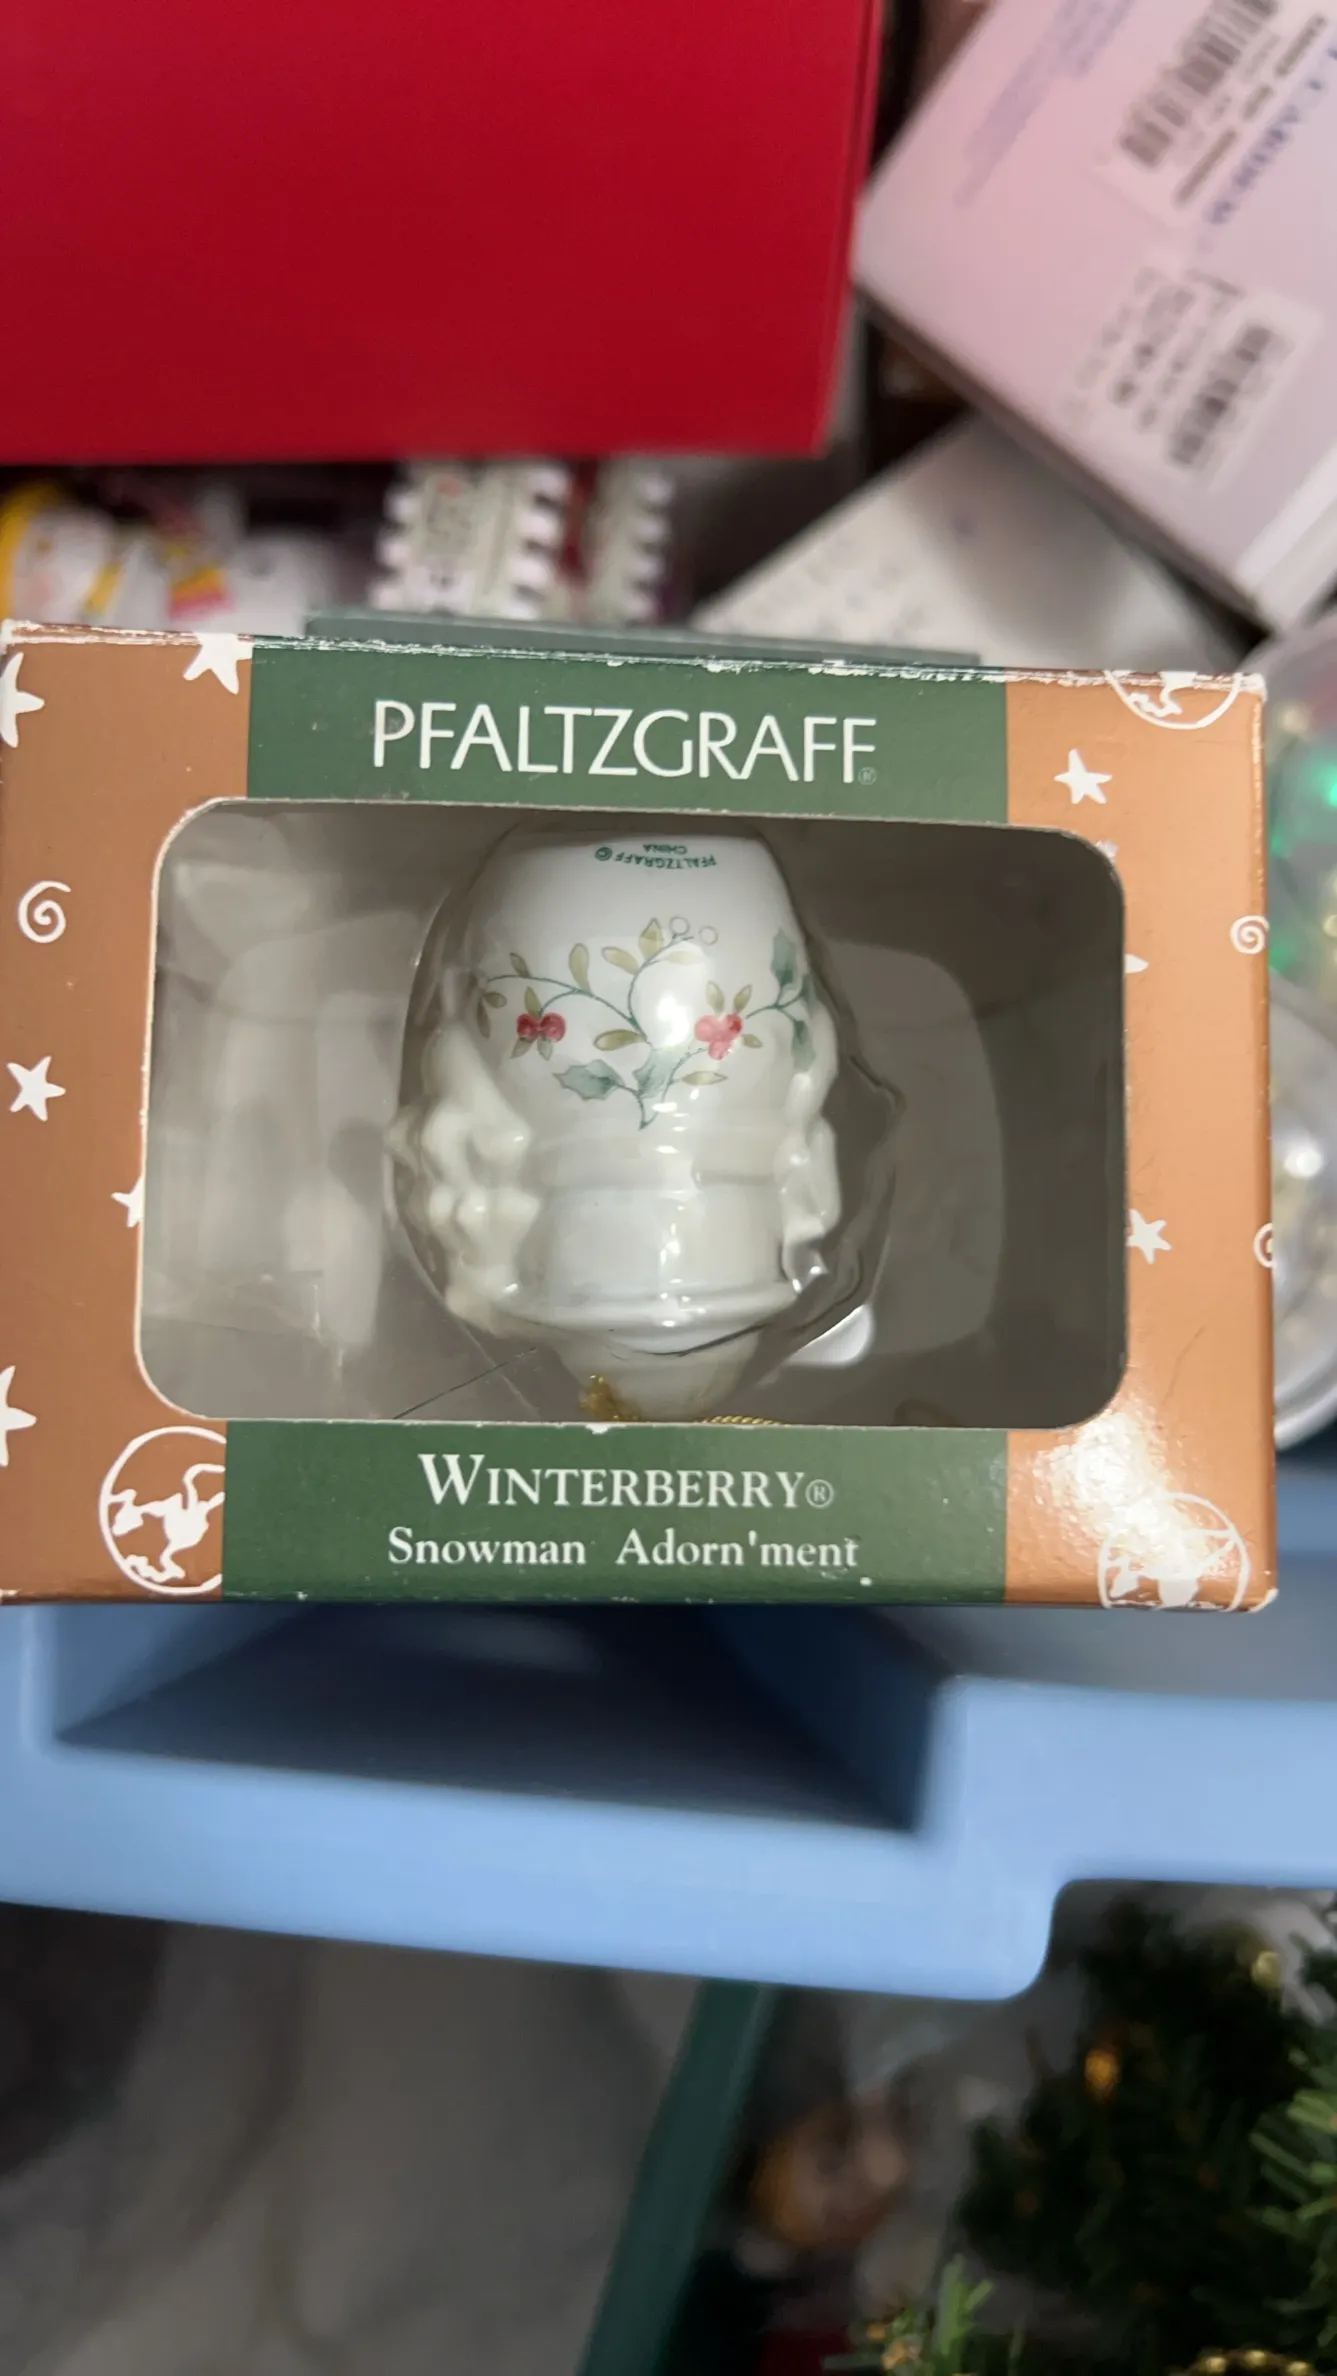 PFALTZGRAFF®
PFALTZGRAFF©
CHINA
WINTERBERRY®
Snowman Adorn'ment